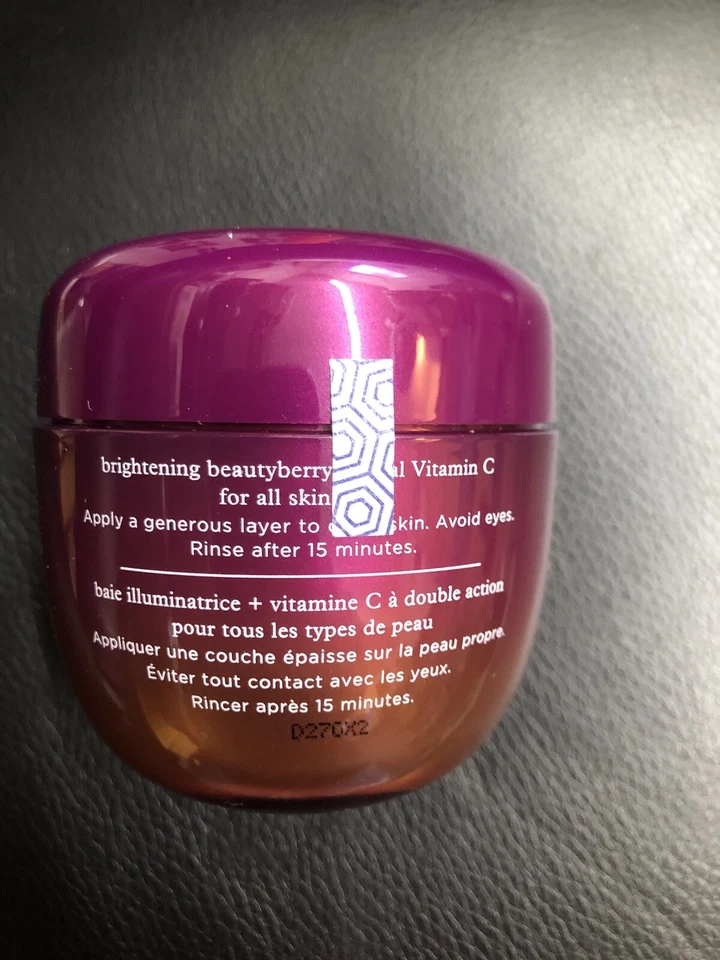 brightening beautyberry al Vitamin C
for all skin
Apply a generous layer to skin. Avoid eyes.
Rinse after 15 minutes.
baie illuminatrice + vitamine C à double action
pour tous les types de peau
Appliquer une couche épaisse sur la peau propre.
Éviter tout contact avec les yeux.
Rincer après 15 minutes.